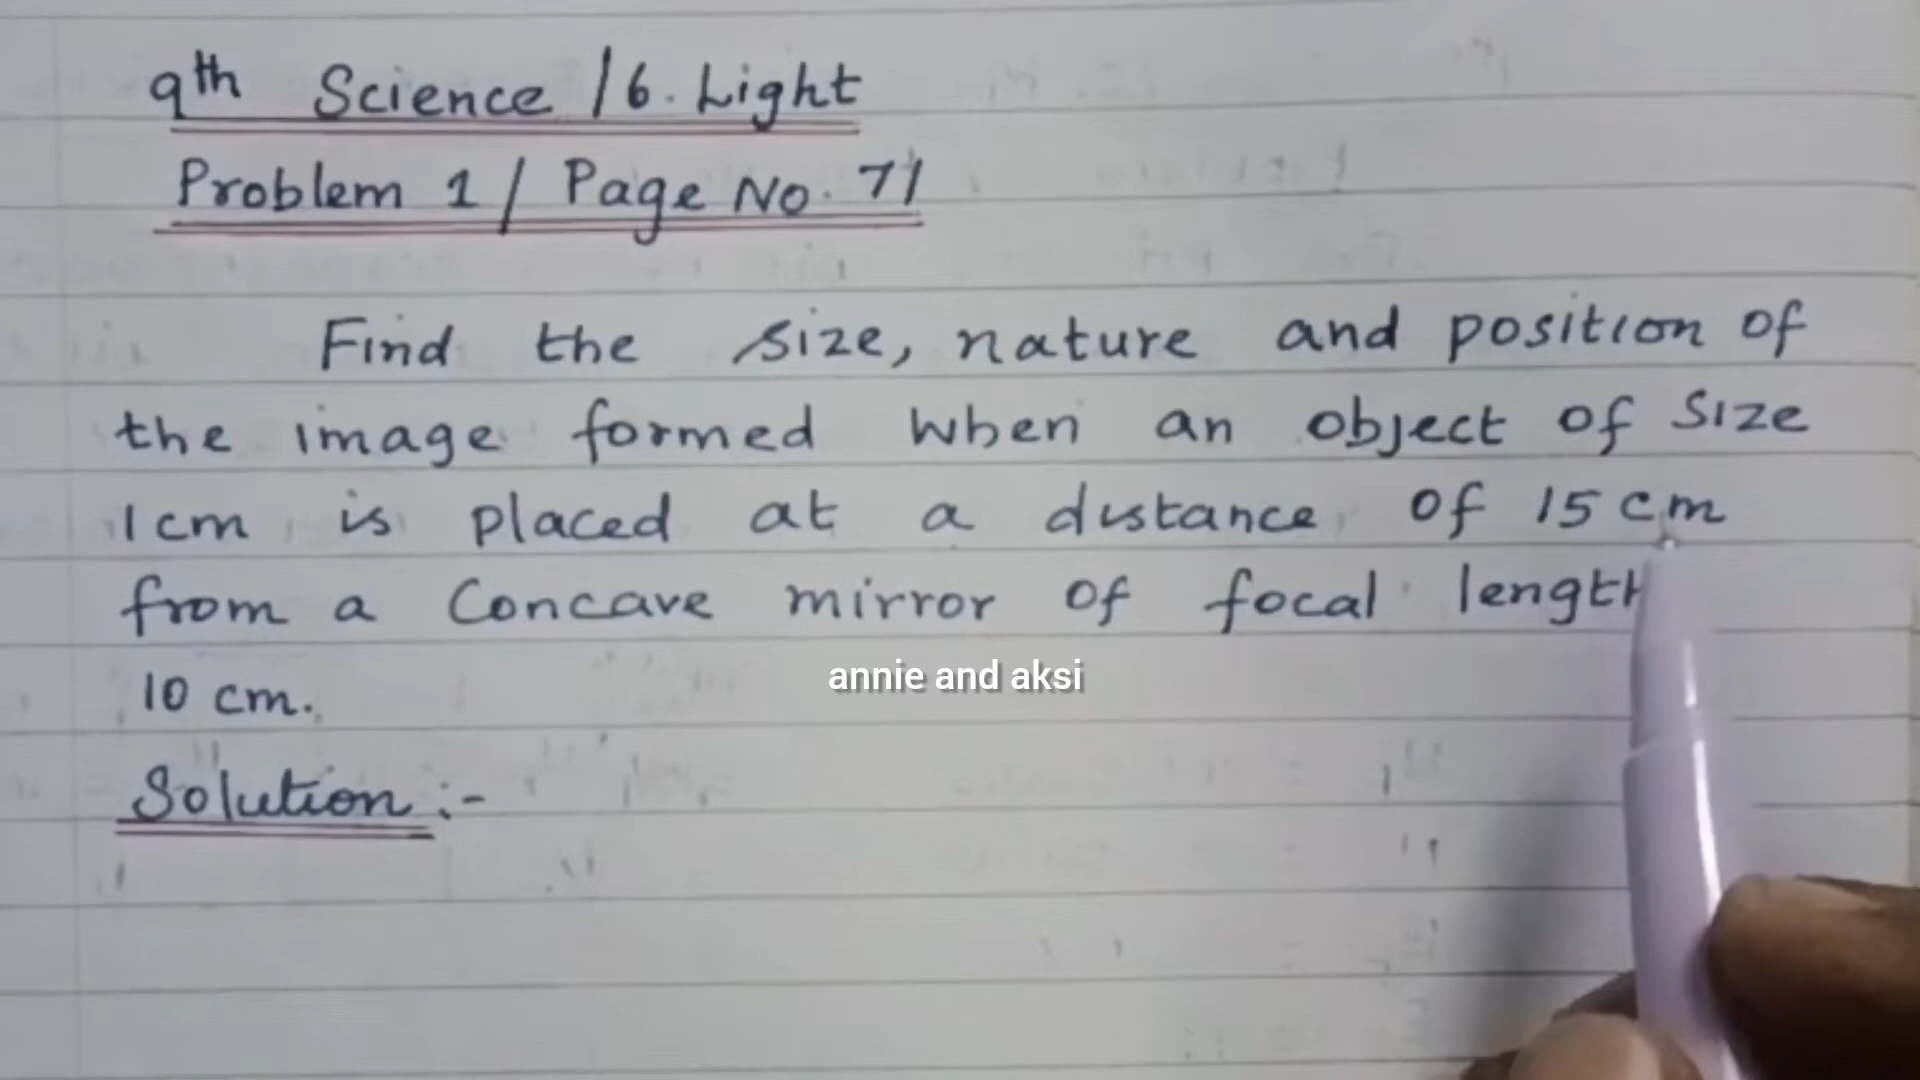 9th Science / 6. Light
Problem 1 / Page No. 71
Find the size, nature and position of
the image formed when an object of size
1 cm is placed at a distance of 15 cm
from a Concave mirror of focal length
10 cm.
annie and aksi
Solution :-